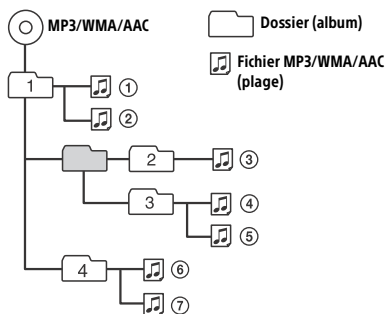 MP3/WMA/AAC
Dossier (album)
Fichier MP3/WMA/AAC
(plage)
1
①
②
2
③
3
④
⑤
4
⑥
⑦